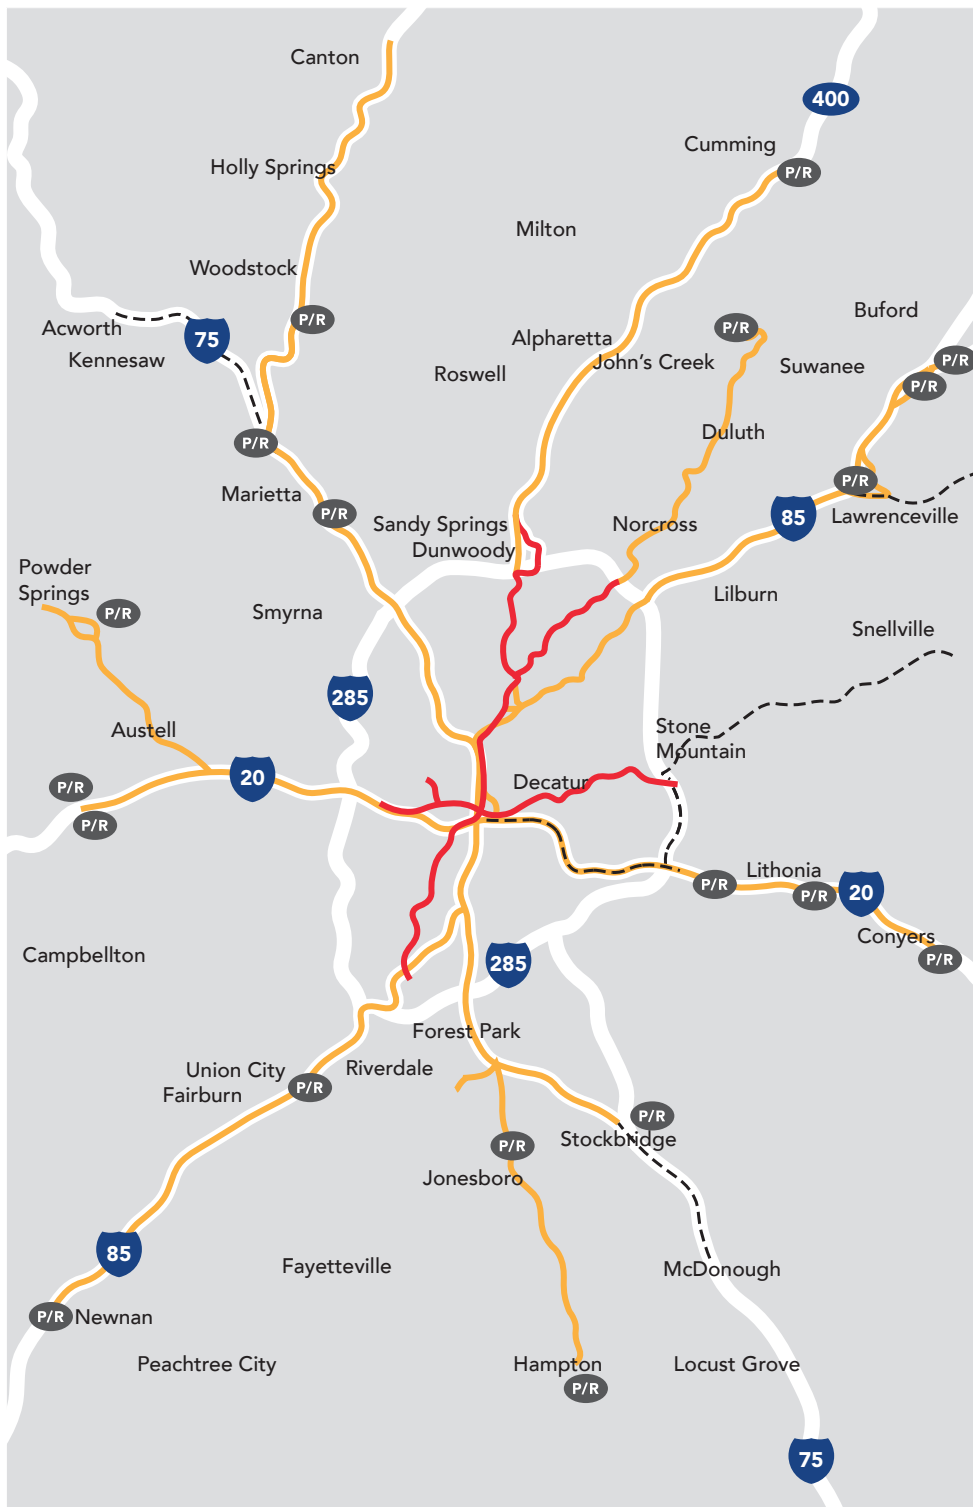 Canton
400
Cumming
Holly Springs
P/R
Milton
Woodstock
Buford
P/R
Acworth
75
P/R
Alpharetta
Kennesaw
John's Creek
P/R
Roswell
Suwanee
P/R
Duluth
P/R
Marietta
P/R
P/R
Sandy Springs
Norcross
85
Lawrenceville
Dunwoody
Powder
Springs
P/R
Smyrna
Lilburn
Snellville
285
Austell
Stone
Mountain
P/R
20
Decatur
P/R
P/R
Lithonia
P/R
20
Campbellton
285
Conyers
P/R
Forest Park
Union City
P/R
Riverdale
Fairburn
P/R
Stockbridge
P/R
Jonesboro
85
Fayetteville
McDonough
P/R
Newnan
Peachtree City
Hampton
Locust Grove
P/R
75